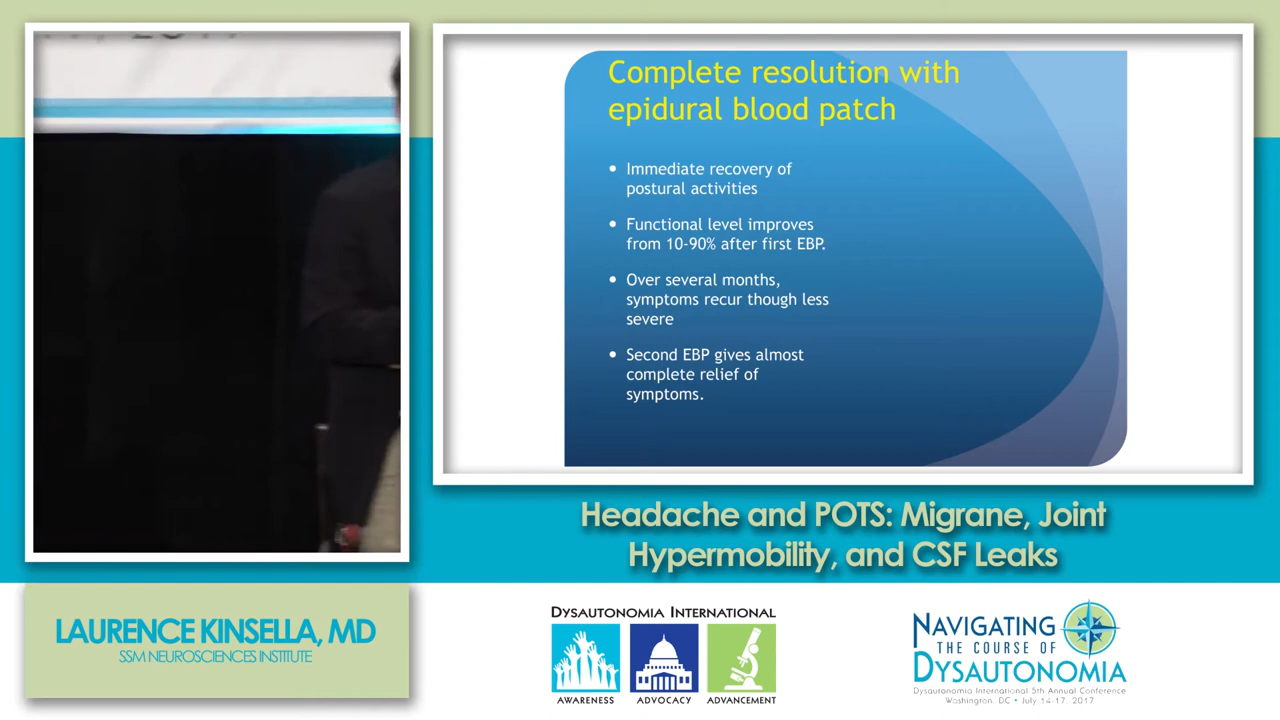 Complete resolution with
epidural blood patch
• Immediate recovery of
postural activities
• Functional level improves
from 10-90% after first EBP.
• Over several months,
symptoms recur though less
severe
• Second EBP gives almost
complete relief of
symptoms.
Headache and POTS: Migrane, Joint
Hypermobility, and CSF Leaks
LAURENCE KINSELLA, MD
SSM NEUROSCIENCES INSTITUTE
DYSAUTONOMIA INTERNATIONAL
AWARENESS ADVOCACY ADVANCEMENT
NAVIGATING
THE COURSE OF
DYSAUTONOMIA
Dysautonomia International 5th Annual Conference
Washington, DC • July 14-17, 2017